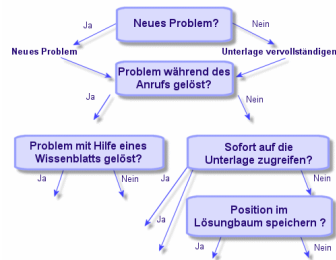 Neues Problem?
Ja
Nein
Neues Problem
Unterlage vervollständigen
Problem während des
Anrufs gelöst?
Ja
Nein
Problem mit Hilfe eines
Wissenblatts gelöst?
Sofort auf die
Unterlage zugreifen?
Ja
Nein
Ja
Nein
Position im
Lösungbaum speichern ?
Ja
Ja
Nein